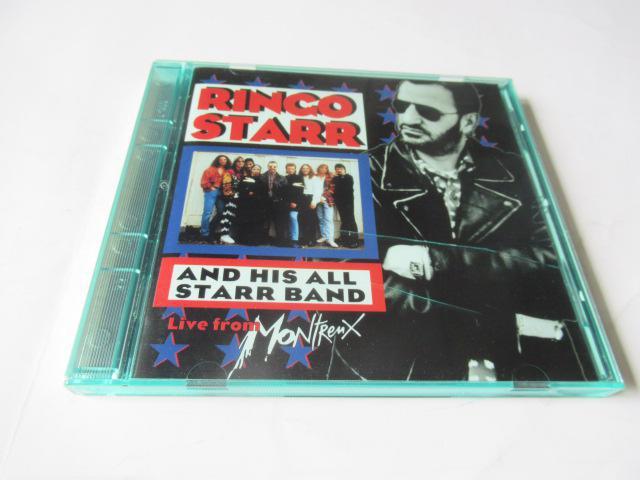 RINGO
STARR
AND HIS ALL
STARR BAND
Live from
MONTREUX